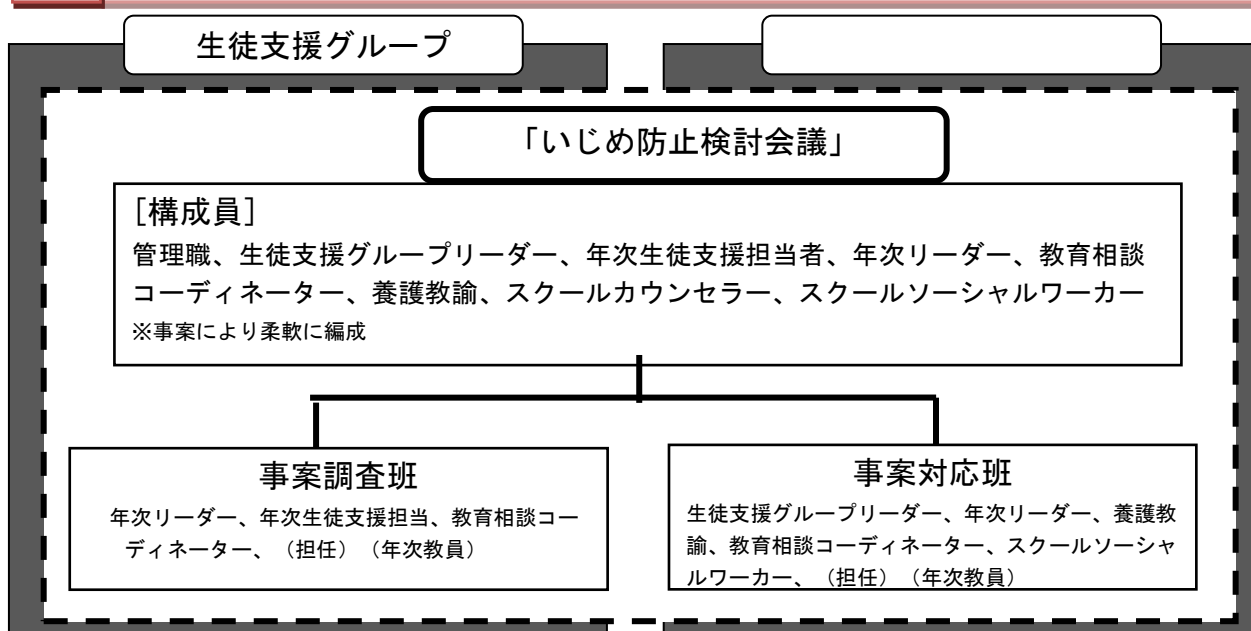 生徒支援グループ
「いじめ防止検討会議」
［構成員］
管理職、生徒支援グループリーダー、年次生徒支援担当者、年次リーダー、教育相談
コーディネーター、養護教諭、スクールカウンセラー、スクールソーシャルワーカー
※事案により柔軟に編成
事案調査班
年次リーダー、年次生徒支援担当、教育相談コー
ディネーター、（担任）（年次教員）
事案対応班
生徒支援グループリーダー、年次リーダー、養護教
諭、教育相談コーディネーター、スクールソーシャ
ルワーカー、（担任）（年次教員）